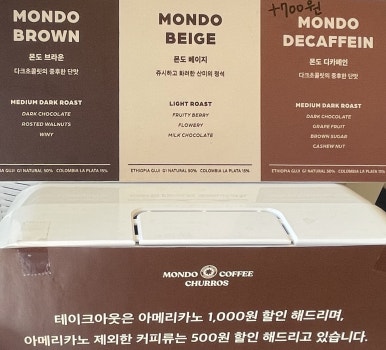 MONDO
BROWN
몬도 브라운
다크초콜릿의 중후한 단맛
MEDIUM DARK ROAST
DARK CHOCOLATE
ROSTED WALNUTS
WINY
MONDO
BEIGE
몬도 베이지
쥬시하고 화려한 산미의 정석
LIGHT ROAST
FRUITY BERRY
FLOWERY
MILK CHOCOLATE
+700원
MONDO
DECAFFEIN
몬도 디카페인
다크초콜릿의 중후한 단맛
MEDIUM DARK ROAST
DARK CHOCOLATE
GRAPE FRUIT
BROWN SUGAR
CASHEW NUT
ETHIOPIA GUJI G1 NATURAL 50% COLOMBIA LA PLATA 15%
ETHIOPIA GUJI G1 NATURAL 50% COLOMBIA LA PLATA 15%
MONDO COFFEE
CHURROS
테이크아웃은 아메리카노 1,000원 할인 해드리며,
아메리카노 제외한 커피류는 500원 할인 해드리고 있습니다.